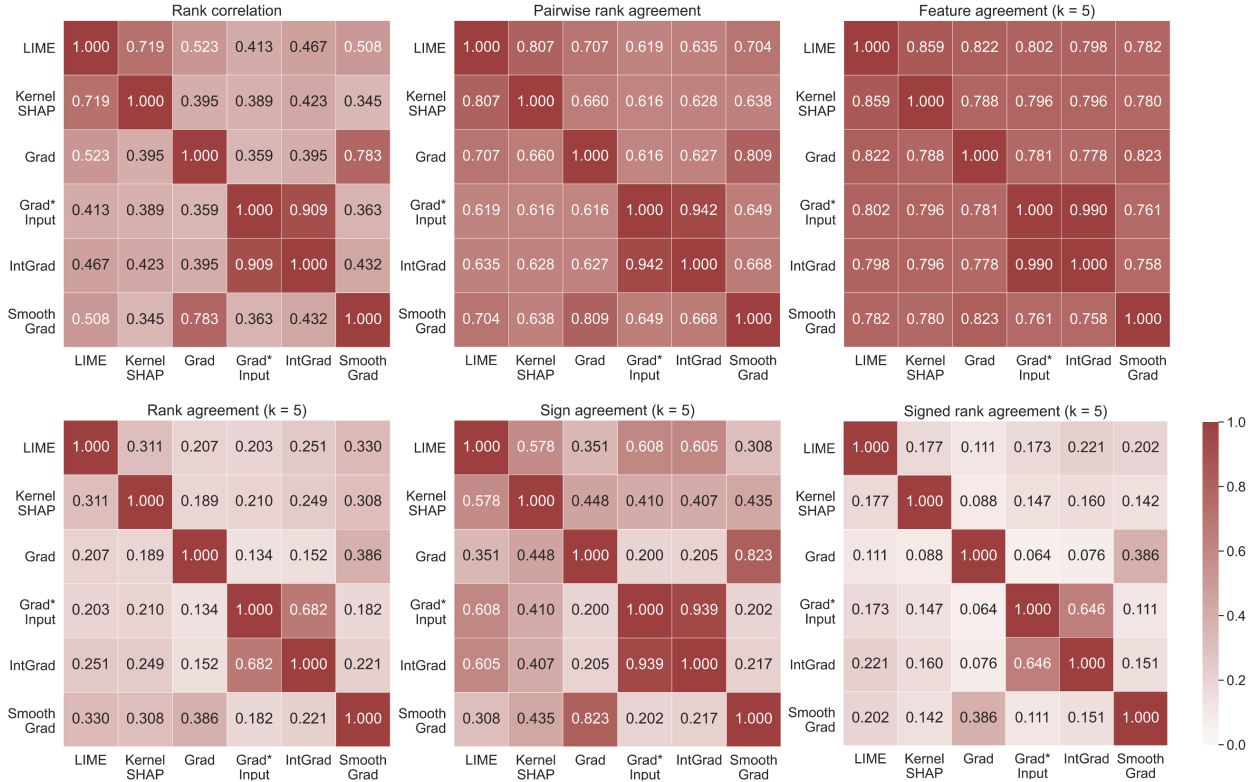 Rank correlation
LIME 1.000 0.719 0.523 0.413 0.467 0.508
Kernel
SHAP 0.719 1.000 0.395 0.389 0.423 0.345
Grad 0.523 0.395 1.000 0.359 0.395 0.783
Grad*
Input 0.413 0.389 0.359 1.000 0.909 0.363
IntGrad 0.467 0.423 0.395 0.909 1.000 0.432
Smooth
Grad 0.508 0.345 0.783 0.363 0.432 1.000
LIME Kernel Grad Grad* IntGrad Smooth
SHAP Input Grad
Pairwise rank agreement
LIME 1.000 0.807 0.707 0.619 0.635 0.704
Kernel
SHAP 0.807 1.000 0.660 0.616 0.628 0.638
Grad 0.707 0.660 1.000 0.616 0.627 0.809
Grad*
Input 0.619 0.616 0.616 1.000 0.942 0.649
IntGrad 0.635 0.628 0.627 0.942 1.000 0.668
Smooth
Grad 0.704 0.638 0.809 0.649 0.668 1.000
LIME Kernel Grad Grad* IntGrad Smooth
SHAP Input Grad
Feature agreement (k = 5)
LIME 1.000 0.859 0.822 0.802 0.798 0.782
Kernel
SHAP 0.859 1.000 0.788 0.796 0.796 0.780
Grad 0.822 0.788 1.000 0.781 0.778 0.823
Grad*
Input 0.802 0.796 0.781 1.000 0.990 0.761
IntGrad 0.798 0.796 0.778 0.990 1.000 0.758
Smooth
Grad 0.782 0.780 0.823 0.761 0.758 1.000
LIME Kernel Grad Grad* IntGrad Smooth
SHAP Input Grad
Rank agreement (k = 5)
LIME 1.000 0.311 0.207 0.203 0.251 0.330
Kernel
SHAP 0.311 1.000 0.189 0.210 0.249 0.308
Grad 0.207 0.189 1.000 0.134 0.152 0.386
Grad*
Input 0.203 0.210 0.134 1.000 0.682 0.182
IntGrad 0.251 0.249 0.152 0.682 1.000 0.221
Smooth
Grad 0.330 0.308 0.386 0.182 0.221 1.000
LIME Kernel Grad Grad* IntGrad Smooth
SHAP Input Grad
Sign agreement (k = 5)
LIME 1.000 0.578 0.351 0.608 0.605 0.308
Kernel
SHAP 0.578 1.000 0.448 0.410 0.407 0.435
Grad 0.351 0.448 1.000 0.200 0.205 0.823
Grad*
Input 0.608 0.410 0.200 1.000 0.939 0.202
IntGrad 0.605 0.407 0.205 0.939 1.000 0.217
Smooth
Grad 0.308 0.435 0.823 0.202 0.217 1.000
LIME Kernel Grad Grad* IntGrad Smooth
SHAP Input Grad
Signed rank agreement (k = 5)
LIME 1.000 0.177 0.111 0.173 0.221 0.202
Kernel
SHAP 0.177 1.000 0.088 0.147 0.160 0.142
Grad 0.111 0.088 1.000 0.064 0.076 0.386
Grad*
Input 0.173 0.147 0.064 1.000 0.646 0.111
IntGrad 0.221 0.160 0.076 0.646 1.000 0.151
Smooth
Grad 0.202 0.142 0.386 0.111 0.151 1.000
LIME Kernel Grad Grad* IntGrad Smooth
SHAP Input Grad
1.0
0.8
0.6
0.4
0.2
0.0